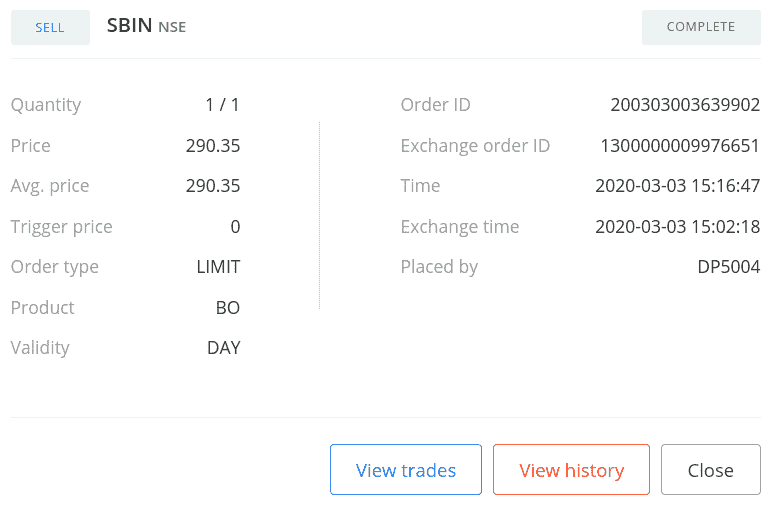 SELL SBIN NSE COMPLETE
Quantity 1 / 1 Order ID 200303003639902
Price 290.35 Exchange order ID 1300000009976651
Avg. price 290.35 Time 2020-03-03 15:16:47
Trigger price 0 Exchange time 2020-03-03 15:02:18
Order type LIMIT Placed by DP5004
Product BO
Validity DAY
View trades View history Close